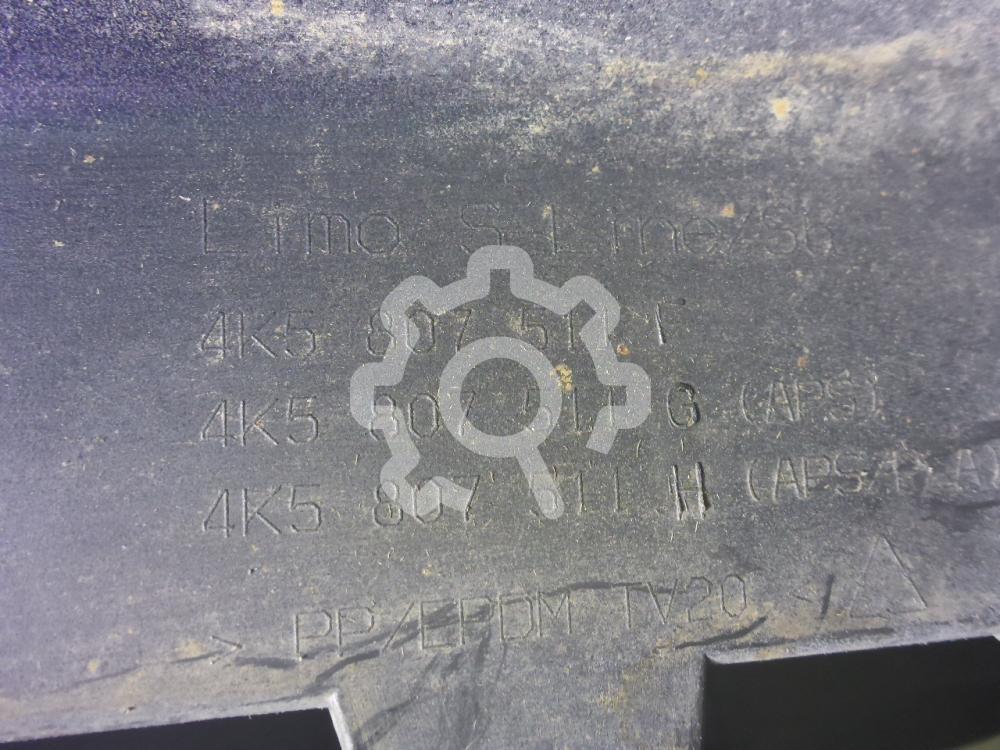 Limo S-Line/S6
4K5 807 511 F
4K5 807 511 G (APS)
4K5 807 511 H
> PP/EPDM TV20 <